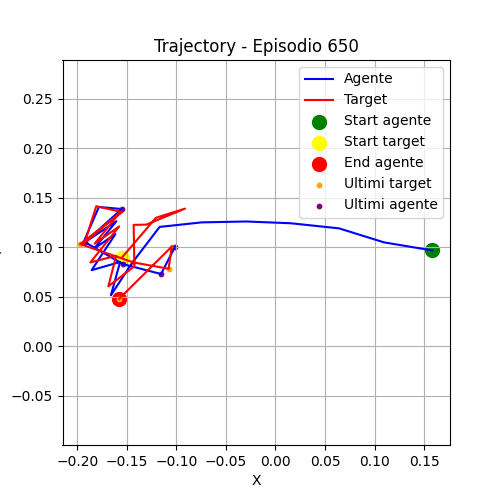 Trajectory - Episodio 650
Agente
Target
Start agente
Start target
End agente
Ultimi target
Ultimi agente
0.25
0.20
0.15
0.10
0.05
0.00
−0.05
−0.20 −0.15 −0.10 −0.05 0.00 0.05 0.10 0.15
X